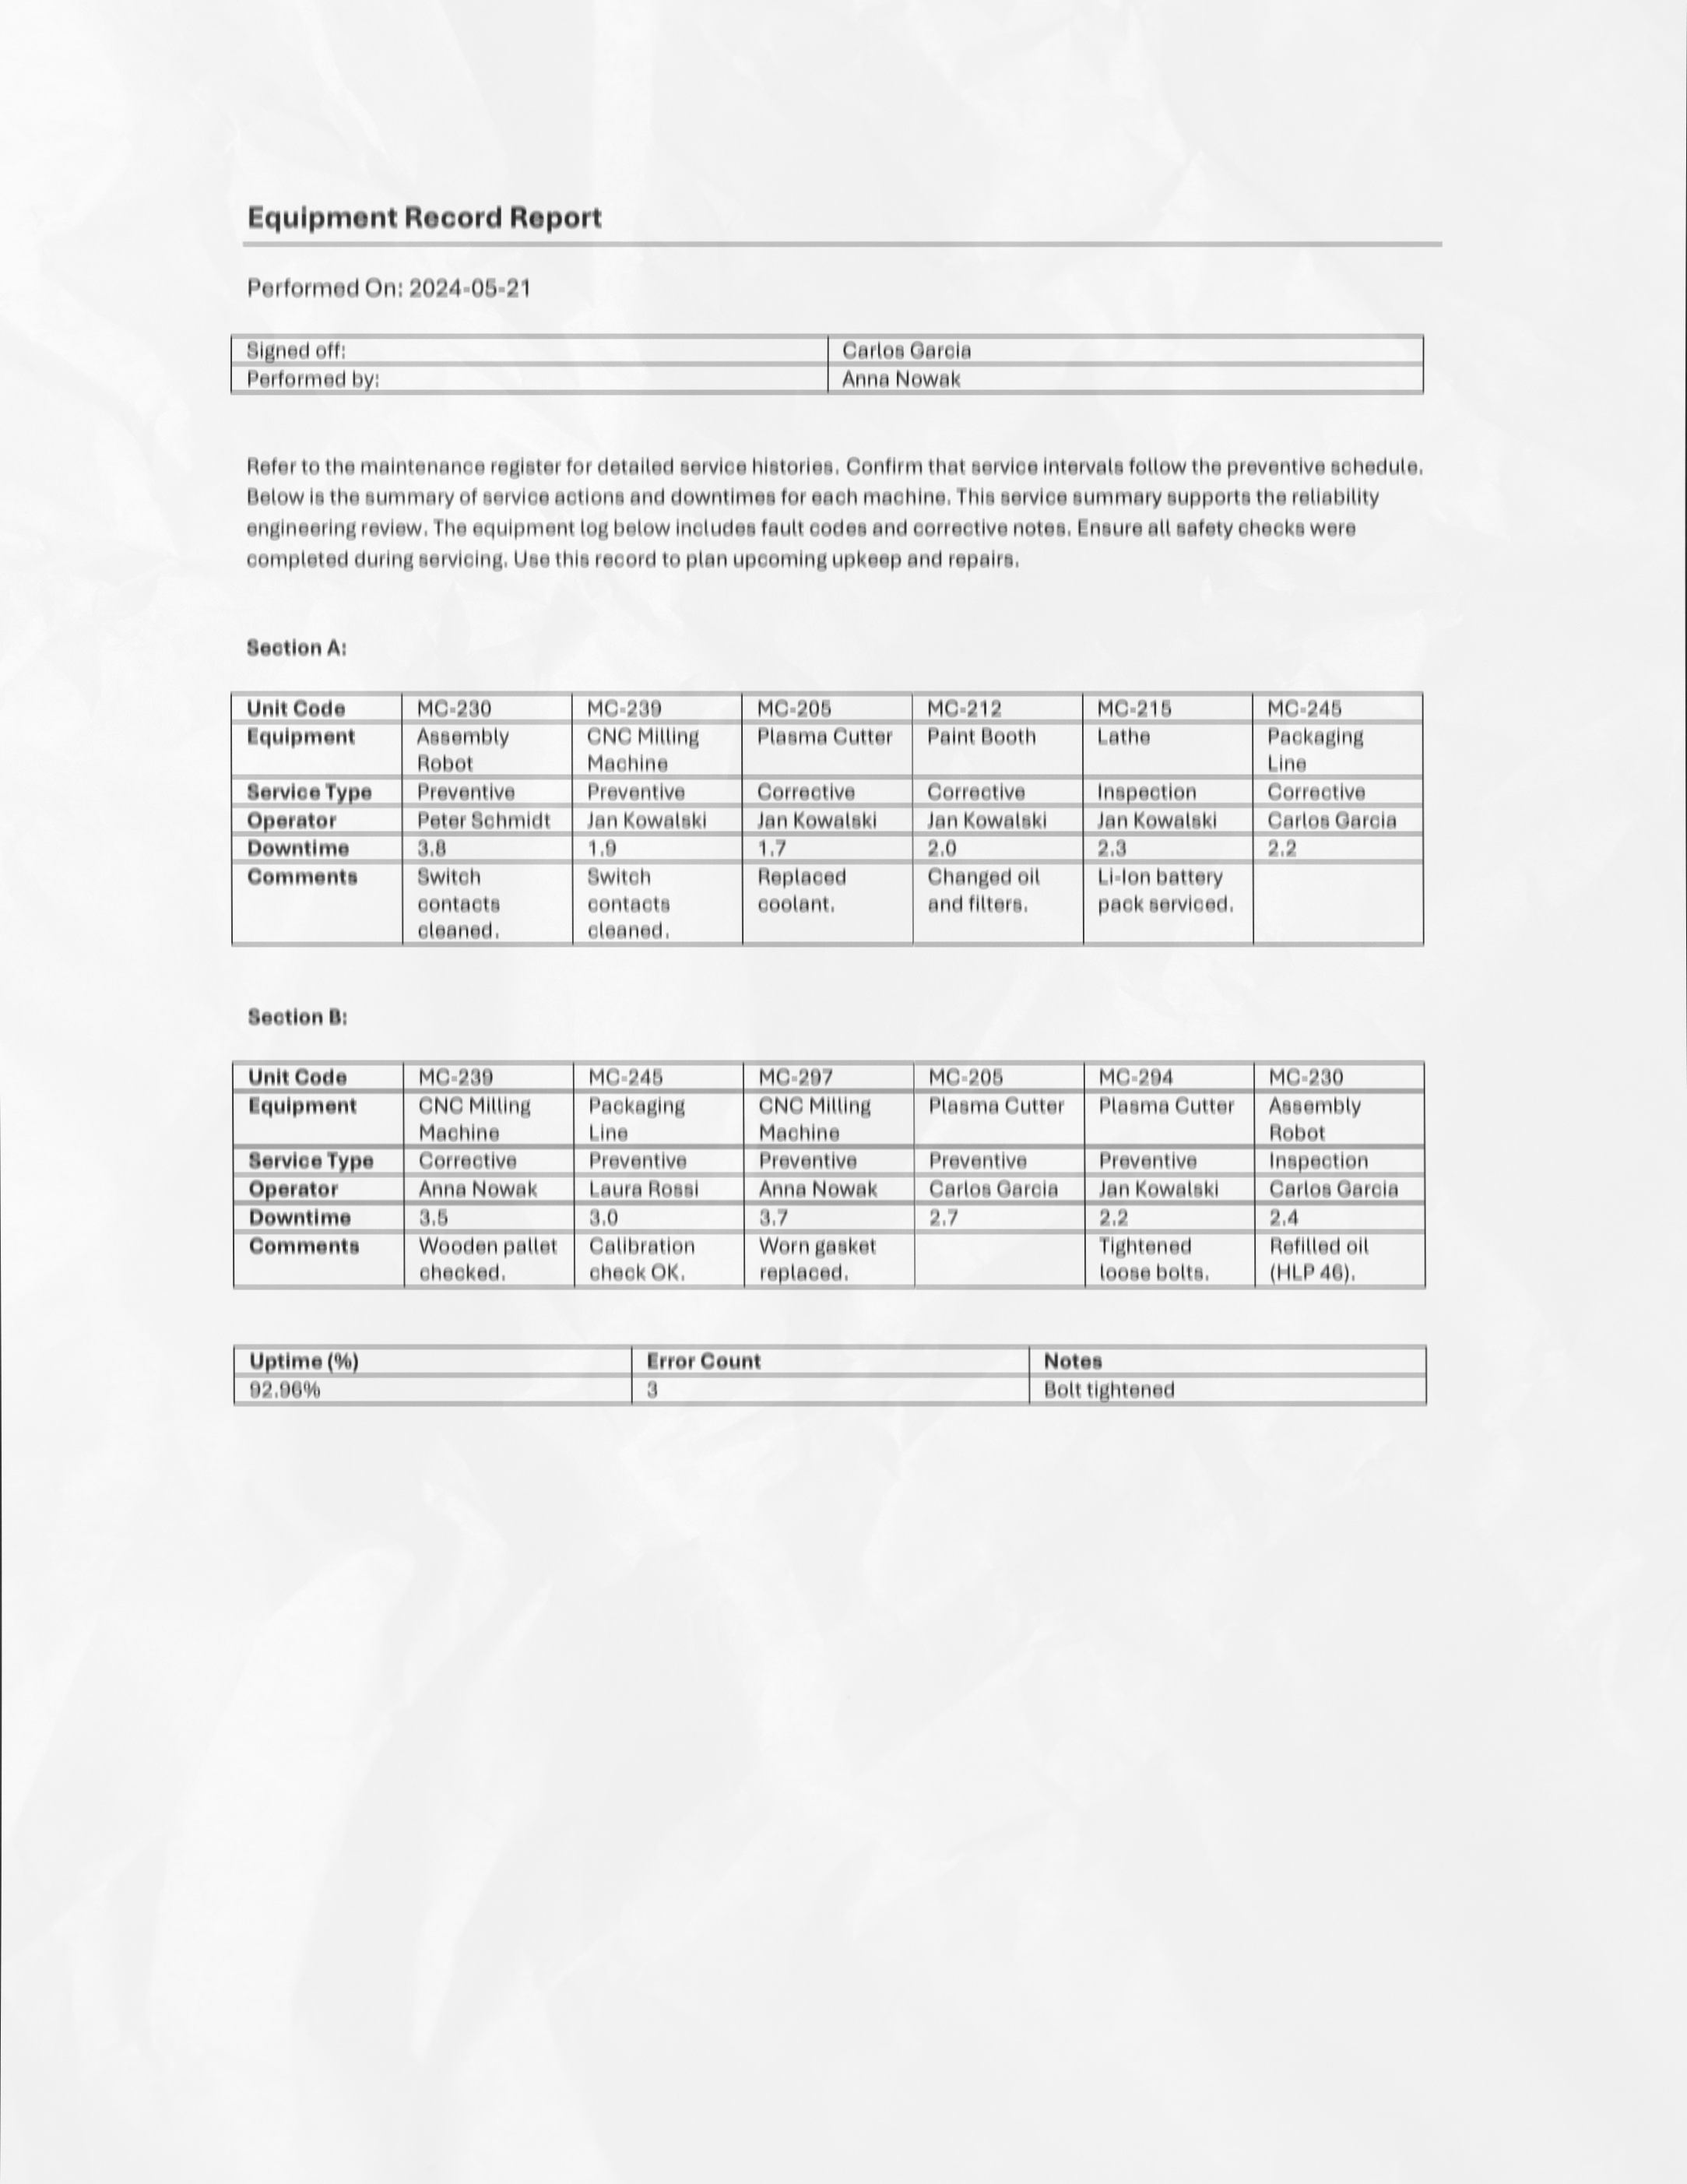 Equipment Record Report
Performed On: 2024-05-21
Signed off: Carlos Garcia
Performed by: Anna Nowak
Refer to the maintenance register for detailed service histories. Confirm that service intervals follow the preventive schedule.
Below is the summary of service actions and downtimes for each machine. This service summary supports the reliability
engineering review. The equipment log below includes fault codes and corrective notes. Ensure all safety checks were
completed during servicing. Use this record to plan upcoming upkeep and repairs.
Section A:
Unit Code MC-230 MC-239 MC-205 MC-212 MC-215 MC-245
Equipment Assembly CNC Milling Plasma Cutter Paint Booth Lathe Packaging
Robot Machine Line
Service Type Preventive Preventive Corrective Corrective Inspection Corrective
Operator Peter Schmidt Jan Kowalski Jan Kowalski Jan Kowalski Jan Kowalski Carlos Garcia
Downtime 3.8 1.9 1.7 2.0 2.3 2.2
Comments Switch Switch Replaced Changed oil Li-Ion battery
contacts contacts coolant. and filters. pack serviced.
cleaned. cleaned.
Section B:
Unit Code MC-239 MC-245 MC-297 MC-205 MC-294 MC-230
Equipment CNC Milling Packaging CNC Milling Plasma Cutter Plasma Cutter Assembly
Machine Line Machine Robot
Service Type Corrective Preventive Preventive Preventive Preventive Inspection
Operator Anna Nowak Laura Rossi Anna Nowak Carlos Garcia Jan Kowalski Carlos Garcia
Downtime 3.5 3.0 3.7 2.7 2.2 2.4
Comments Wooden pallet Calibration Worn gasket Tightened Refilled oil
checked. check OK. replaced. loose bolts. (HLP 46).
Uptime (%) Error Count Notes
92.96% 3 Bolt tightened